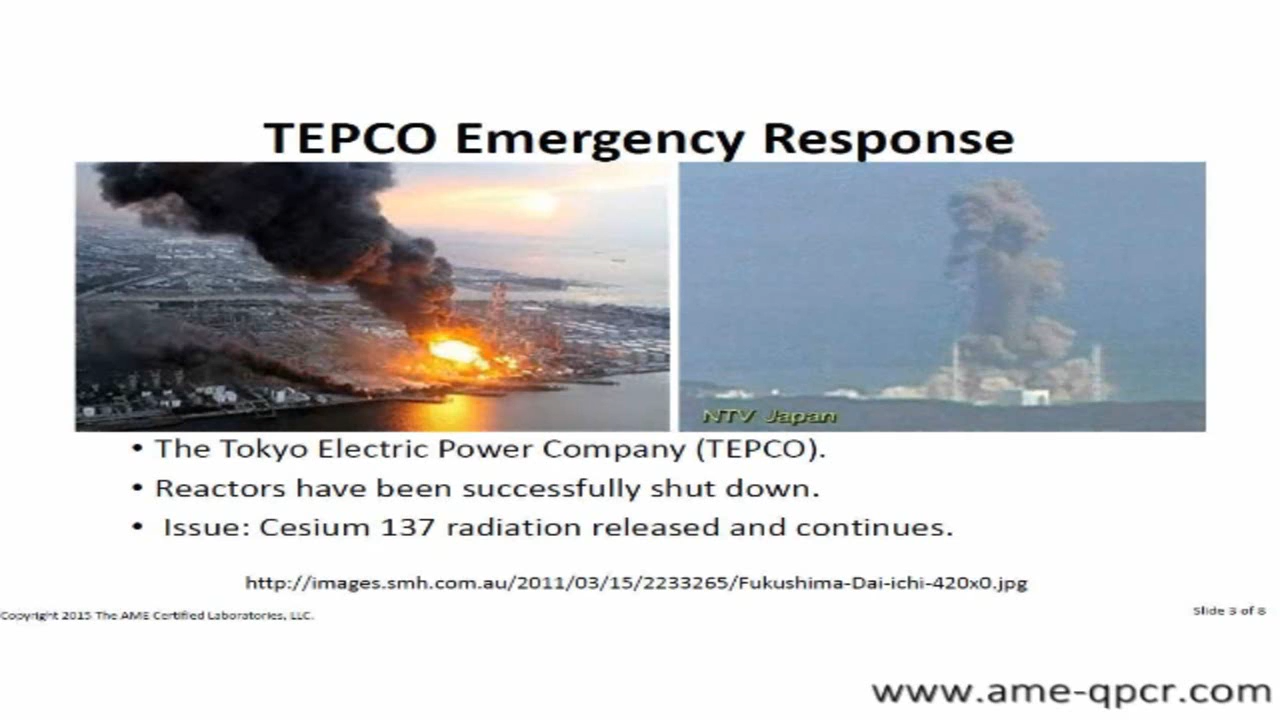 TEPCO Emergency Response
NTV Japan
• The Tokyo Electric Power Company (TEPCO).
• Reactors have been successfully shut down.
• Issue: Cesium 137 radiation released and continues.
http://images.smh.com.au/2011/03/15/2233265/Fukushima-Dai-ichi-420x0.jpg
Copyright 2015 The AME Certified Laboratories, LLC.
Slide 3 of 8
www.ame-qpcr.com